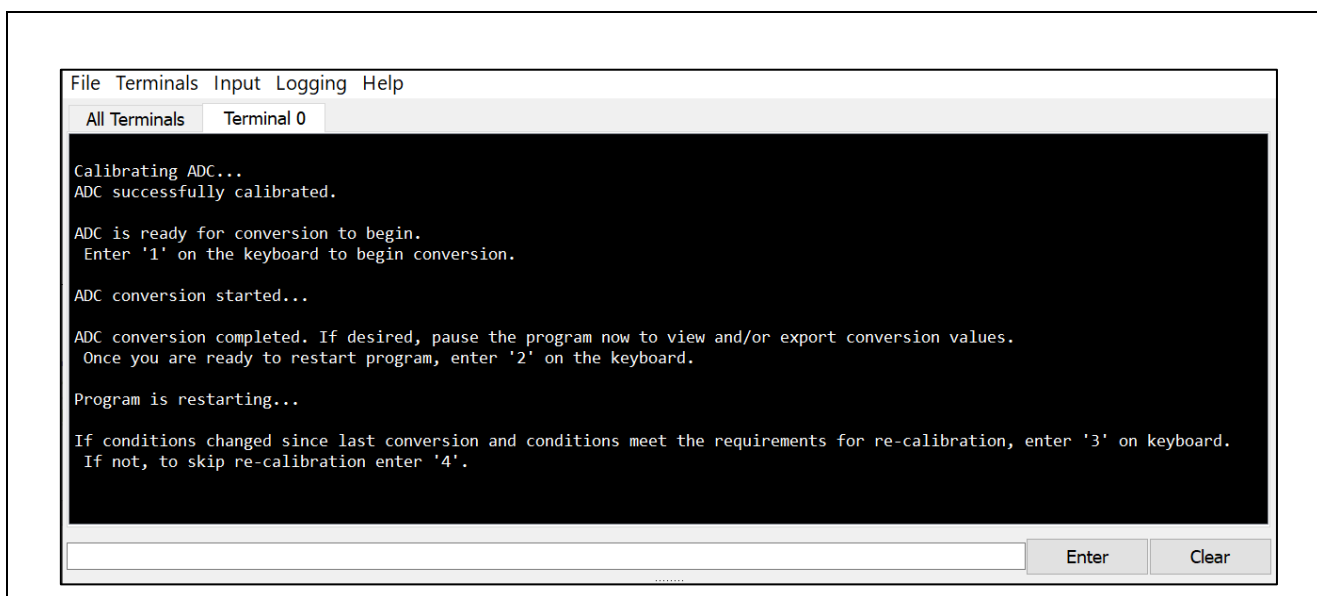 File Terminals Input Logging Help
All Terminals Terminal 0
Calibrating ADC...
ADC successfully calibrated.
ADC is ready for conversion to begin.
Enter '1' on the keyboard to begin conversion.
ADC conversion started...
ADC conversion completed. If desired, pause the program now to view and/or export conversion values.
Once you are ready to restart program, enter '2' on the keyboard.
Program is restarting...
If conditions changed since last conversion and conditions meet the requirements for re-calibration, enter '3' on keyboard.
If not, to skip re-calibration enter '4'.
Enter Clear